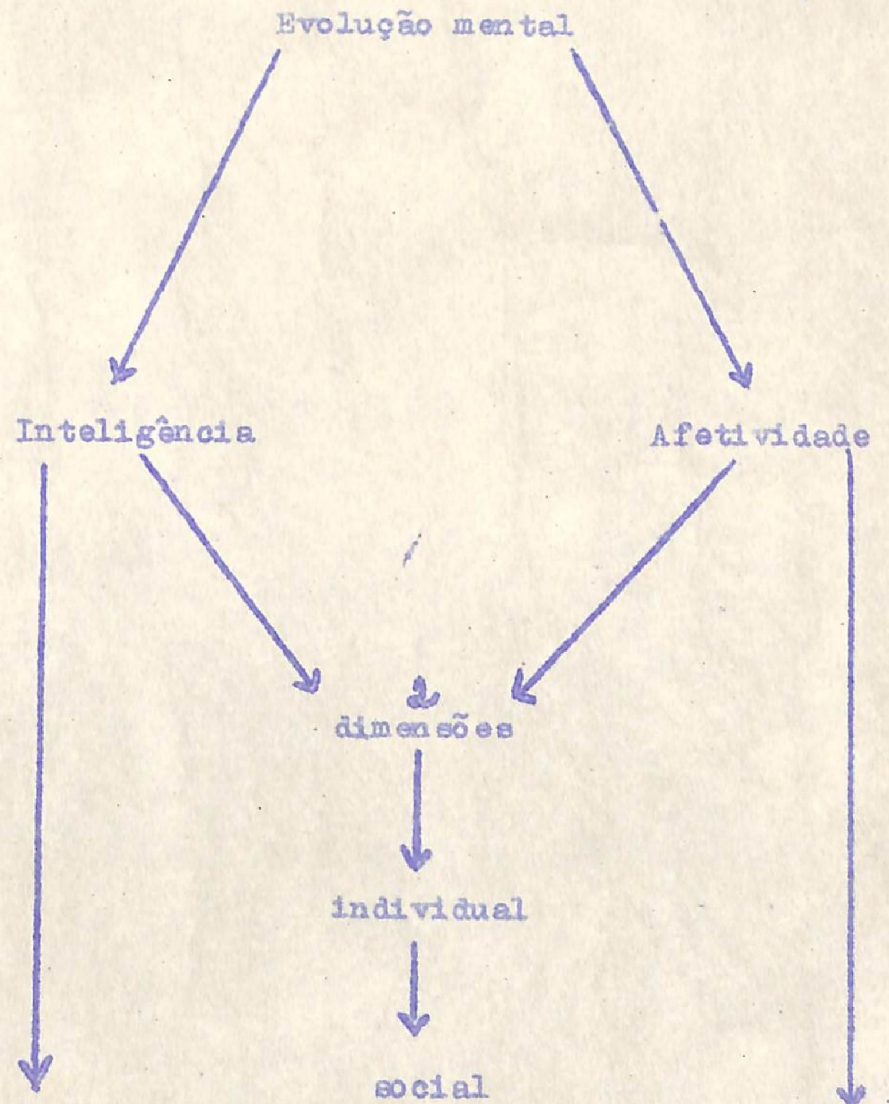 Evolução mental
Inteligência
Afetividade
2
dimensões
individual
social